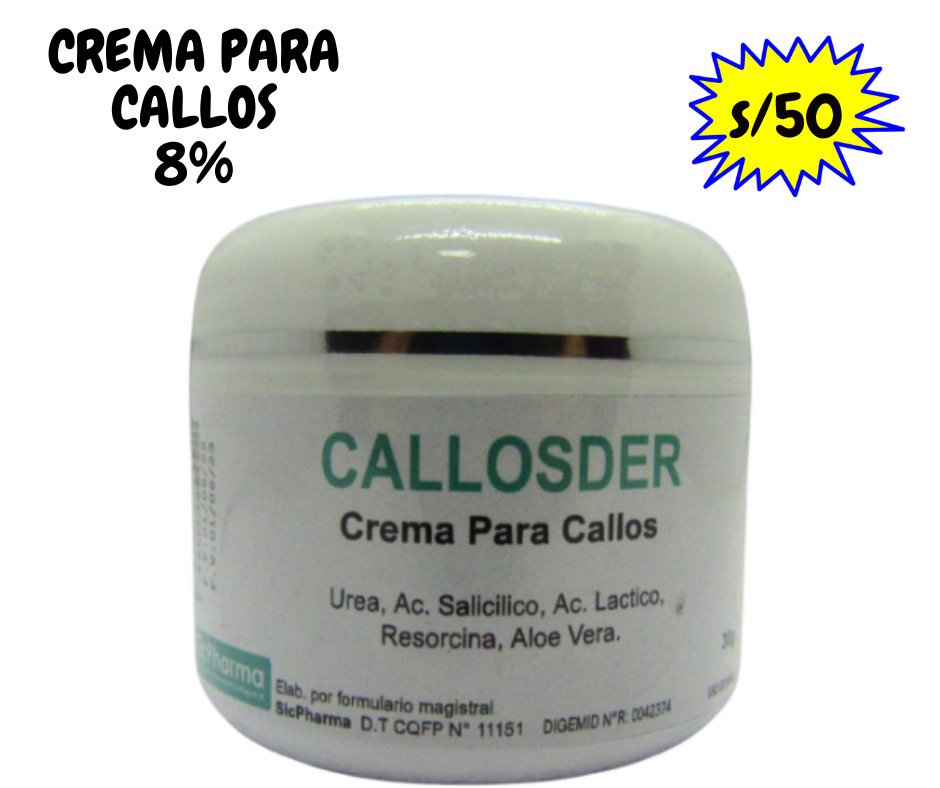 CREMA PARA
CALLOS
8%
s/50
CALLOSDER
Crema Para Callos
Urea, Ac. Salicilico, Ac. Lactico,
Resorcina, Aloe Vera.
Pharma
Elab. por formulario magistral
SicPharma D.T CQFP N° 11151 DIGEMID N°R: 0042374